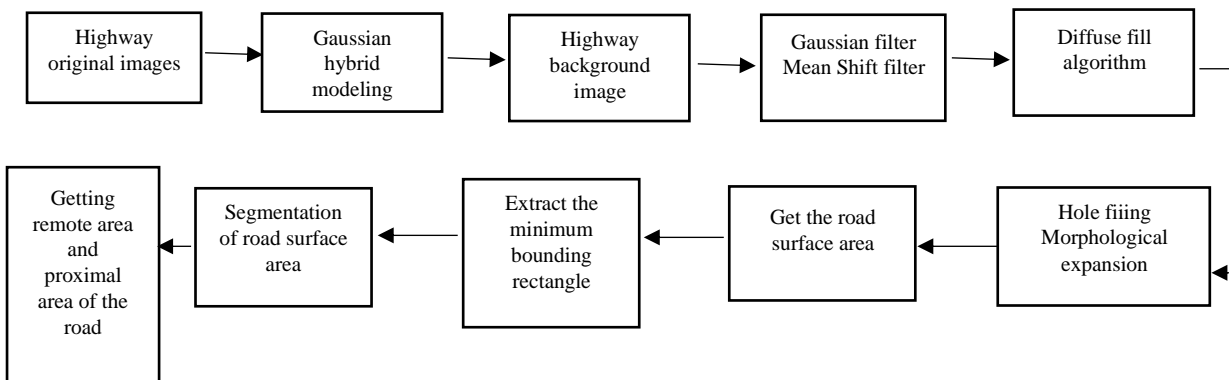 Highway
original images
Gaussian
hybrid
modeling
Highway
background
image
Gaussian filter
Mean Shift filter
Diffuse fill
algorithm
Hole fiiing
Morphological
expansion
Get the road
surface area
Extract the
minimum
bounding
rectangle
Segmentation
of road surface
area
Getting
remote area
and
proximal
area of the
road